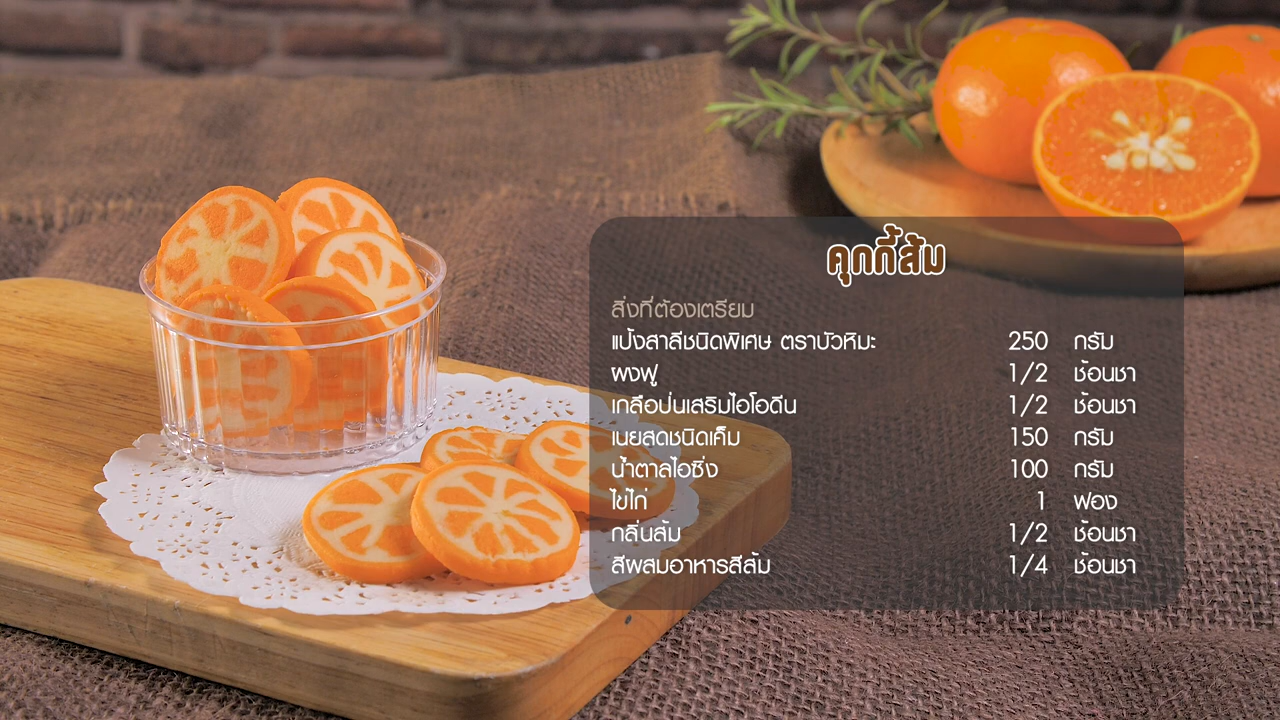 คุกกี้ส้ม
สิ่งที่ต้องเตรียม
แป้งสาลีชนิดพิเศษ ตราบัวหิมะ 250 กรัม
ผงฟู 1/2 ช้อนชา
เกลือป่นเสริมไอโอดีน 1/2 ช้อนชา
เนยสดชนิดเค็ม 150 กรัม
น้ำตาลไอซิ่ง 100 กรัม
ไข่ไก่ 1 ฟอง
กลิ่นส้ม 1/2 ช้อนชา
สีผสมอาหารสีส้ม 1/4 ช้อนชา